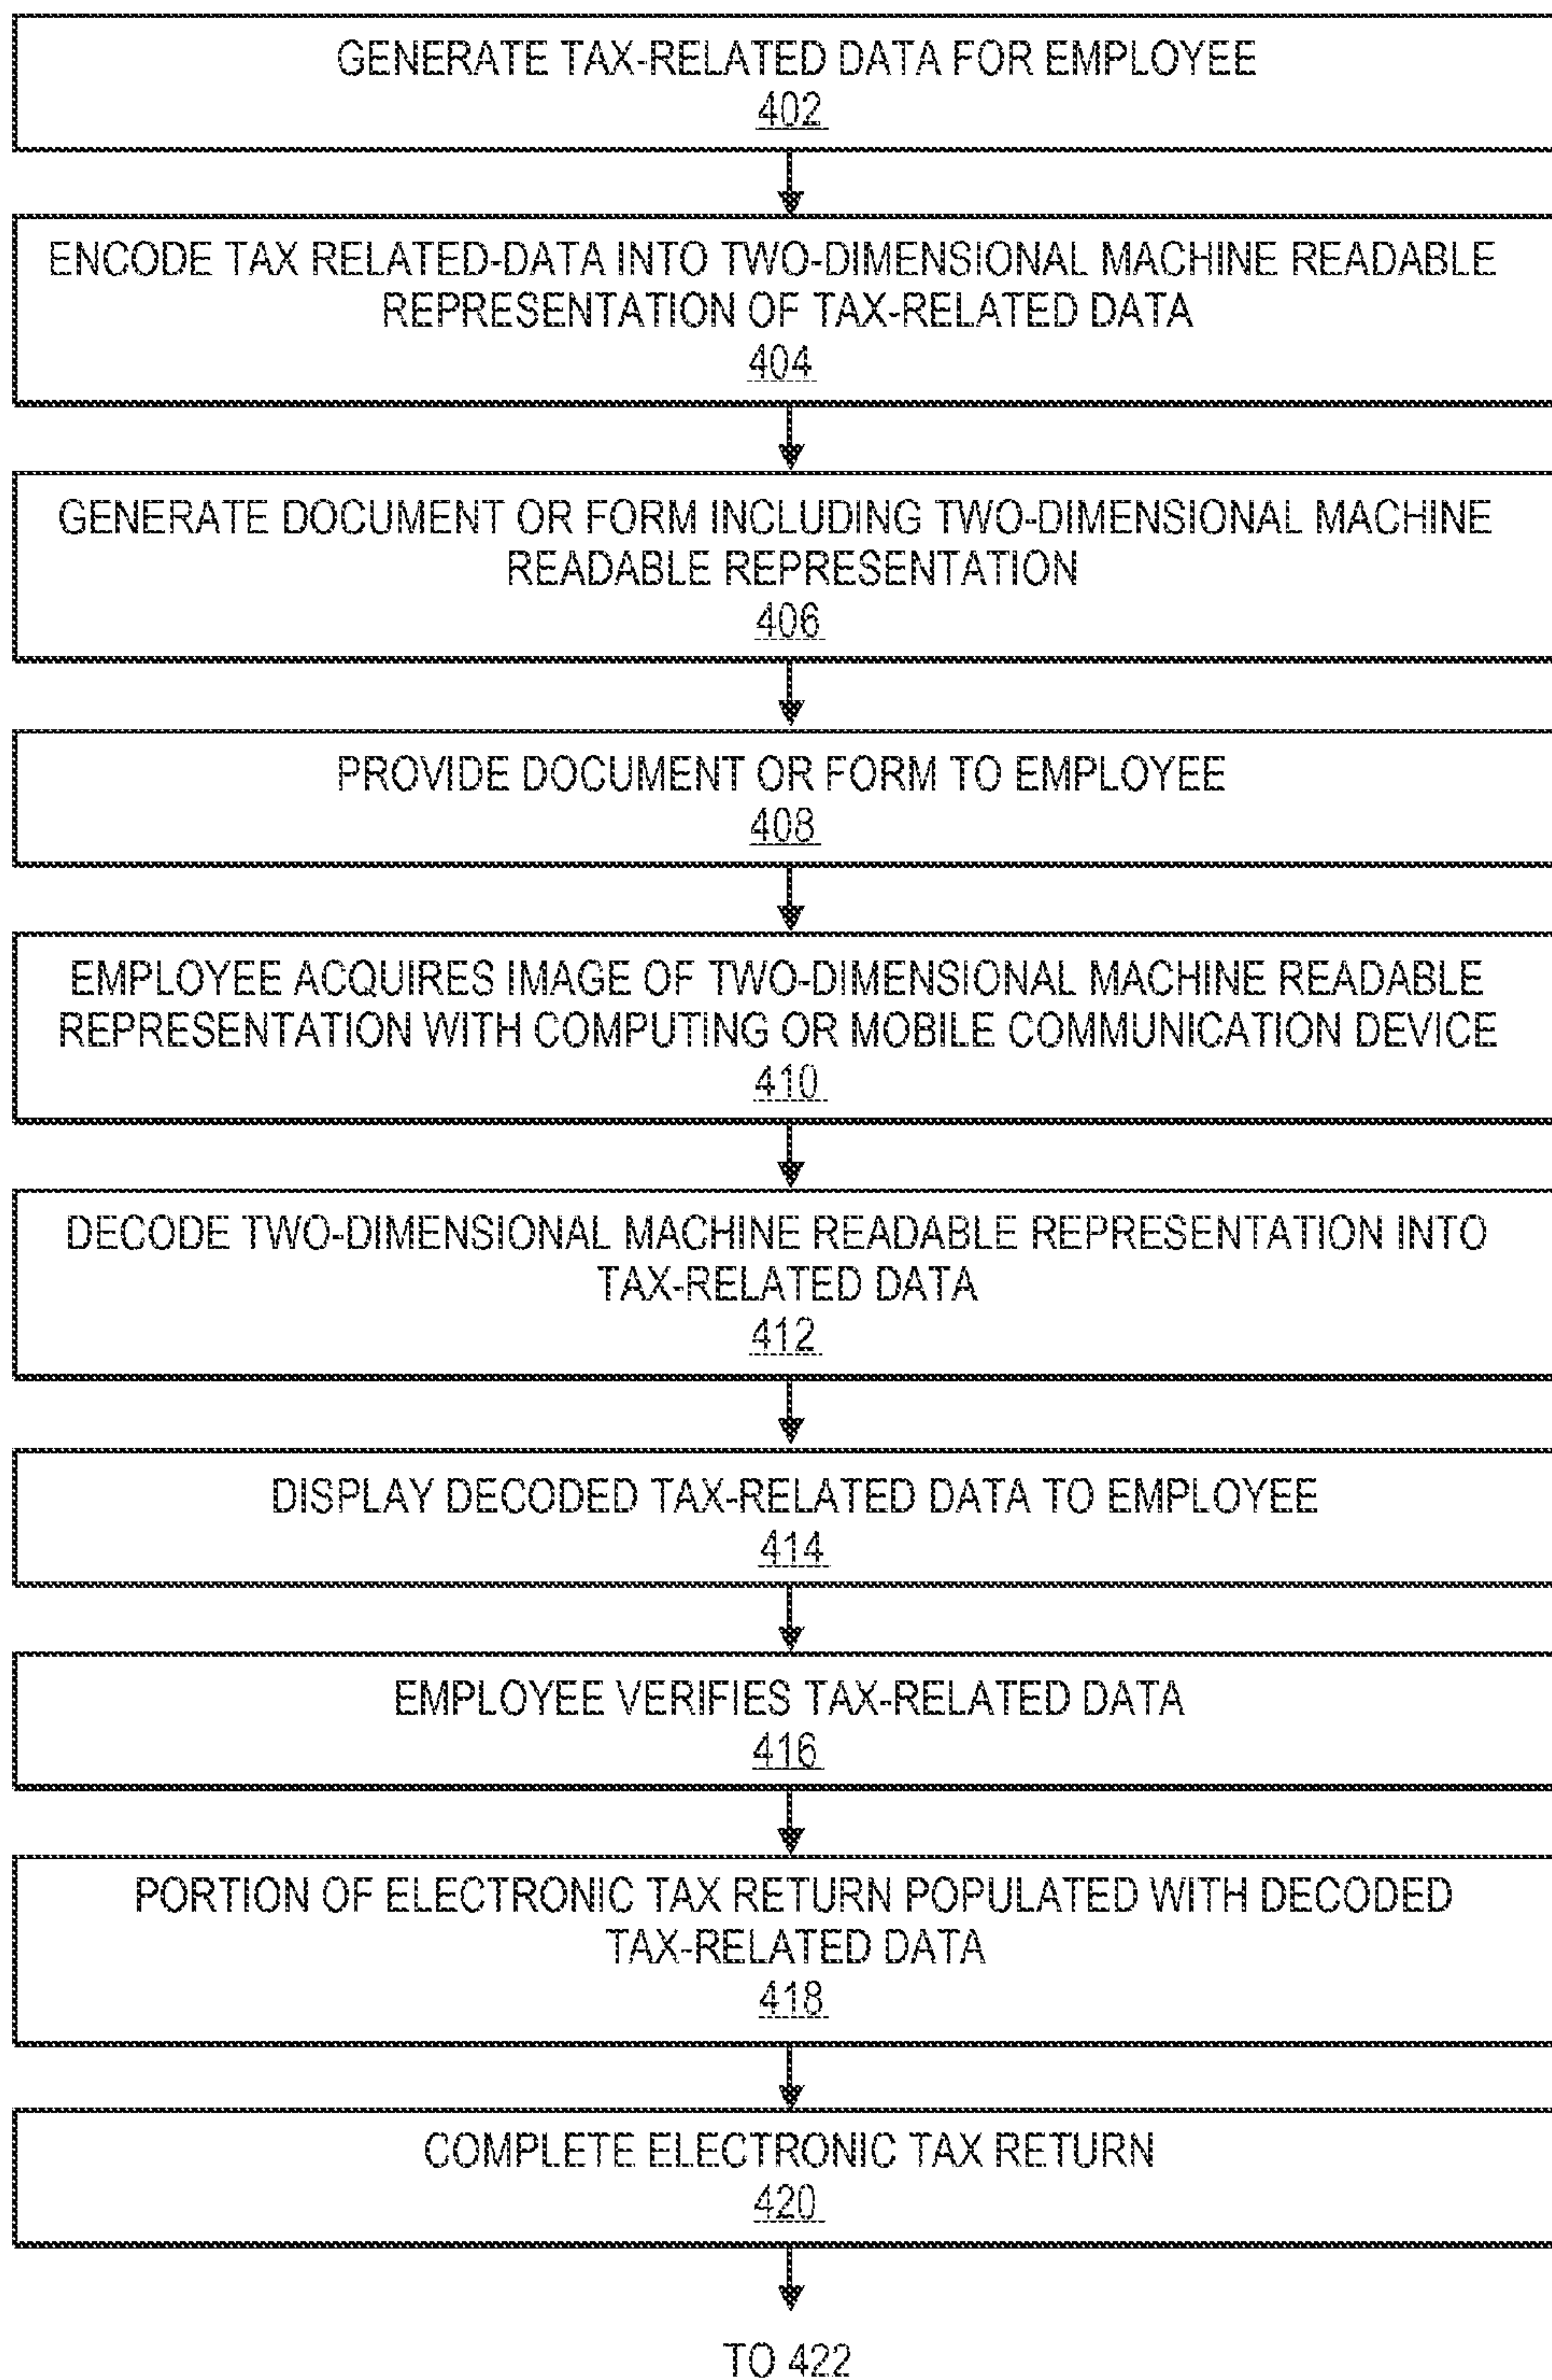 GENERATE TAX-RELATED DATA FOR EMPLOYEE
402
ENCODE TAX RELATED-DATA INTO TWO-DIMENSIONAL MACHINE READABLE
REPRESENTATION OF TAX-RELATED DATA
404
GENERATE DOCUMENT OR FORM INCLUDING TWO-DIMENSIONAL MACHINE
READABLE REPRESENTATION
406
PROVIDE DOCUMENT OR FORM TO EMPLOYEE
408
EMPLOYEE ACQUIRES IMAGE OF TWO-DIMENSIONAL MACHINE READABLE
REPRESENTATION WITH COMPUTING OR MOBILE COMMUNICATION DEVICE
410
DECODE TWO-DIMENSIONAL MACHINE READABLE REPRESENTATION INTO
TAX-RELATED DATA
412
DISPLAY DECODED TAX-RELATED DATA TO EMPLOYEE
414
EMPLOYEE VERIFIES TAX-RELATED DATA
416
PORTION OF ELECTRONIC TAX RETURN POPULATED WITH DECODED
TAX-RELATED DATA
418
COMPLETE ELECTRONIC TAX RETURN
420
TO 422